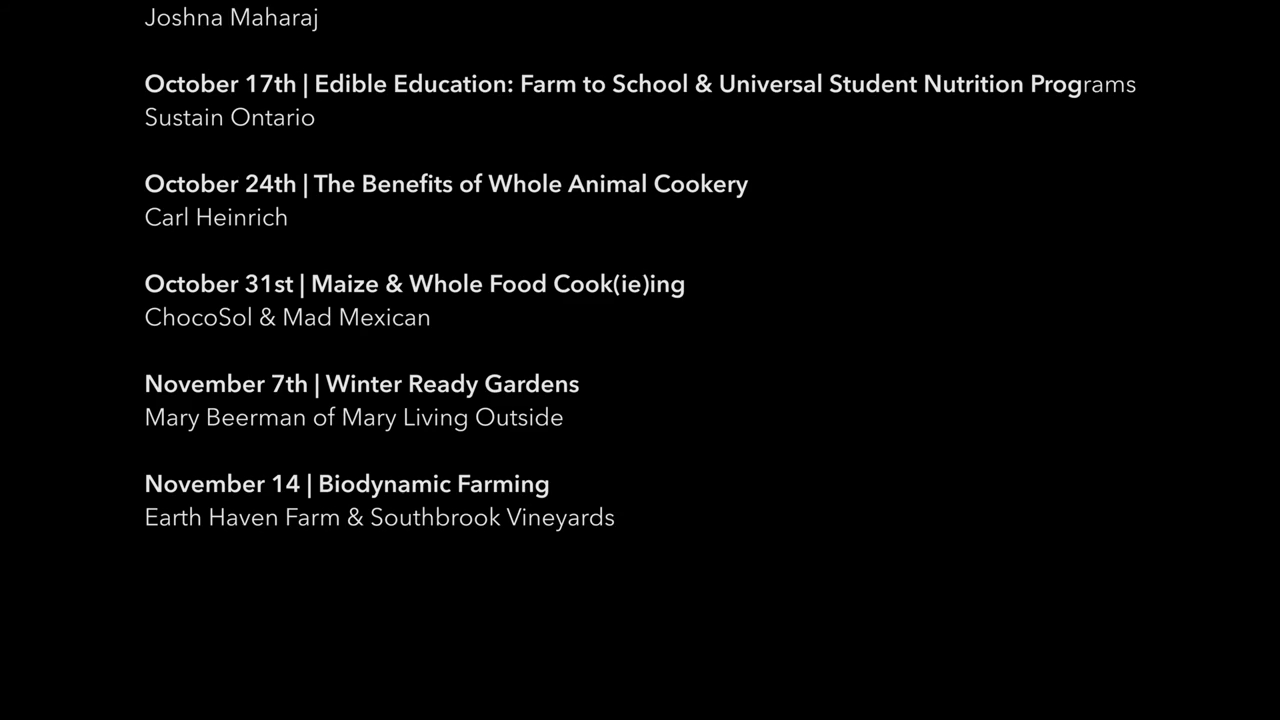 Joshna Maharaj
October 17th | Edible Education: Farm to School & Universal Student Nutrition Programs
Sustain Ontario
October 24th | The Benefits of Whole Animal Cookery
Carl Heinrich
October 31st | Maize & Whole Food Cook(ie)ing
ChocoSol & Mad Mexican
November 7th | Winter Ready Gardens
Mary Beerman of Mary Living Outside
November 14 | Biodynamic Farming
Earth Haven Farm & Southbrook Vineyards